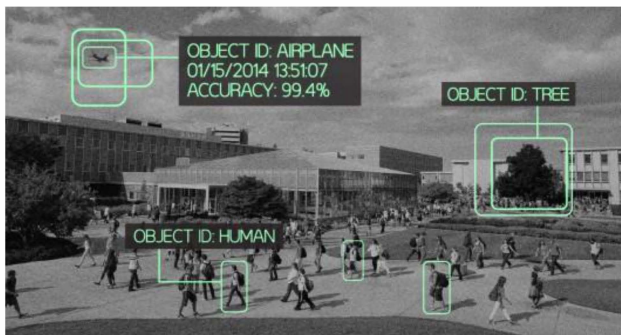 OBJECT ID: AIRPLANE
01/15/2014 13:51:07
ACCURACY: 99.4%
OBJECT ID: TREE
OBJECT ID: HUMAN